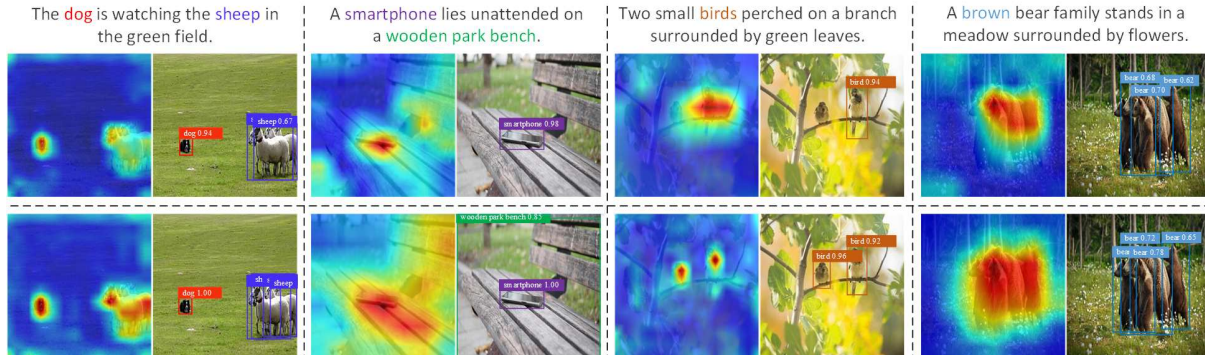 The dog is watching the sheep in
the green field.
A smartphone lies unattended on
a wooden park bench.
Two small birds perched on a branch
surrounded by green leaves.
A brown bear family stands in a
meadow surrounded by flowers.
dog 0.94
sheep 0.67
smartphone 0.98
bird 0.94
bear 0.68
bear 0.62
bear 0.70
dog 1.00
sheep
wooden park bench 0.85
smartphone 1.00
bird 0.92
bird 0.96
bear 0.72
bear 0.65
bear 0.78